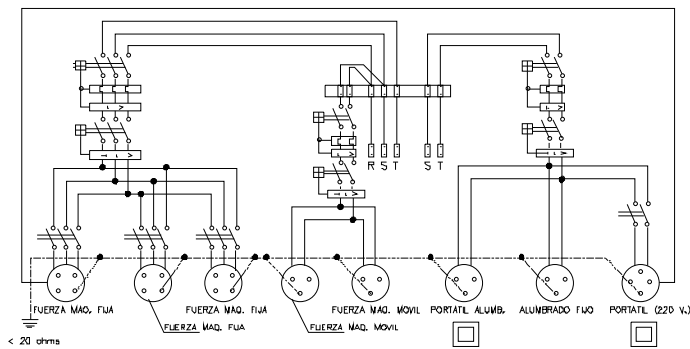 R S T S T
FUERZA MAQ. FIJA
FUERZA MAQ. FIJA
FUERZA MAQ. FIJA
FUERZA MAQ. MOVIL
FUERZA MAQ. MOVIL
PORTATIL ALUMB.
ALUMBRADO FIJO
PORTATIL (220 V.)
< 20 ohms